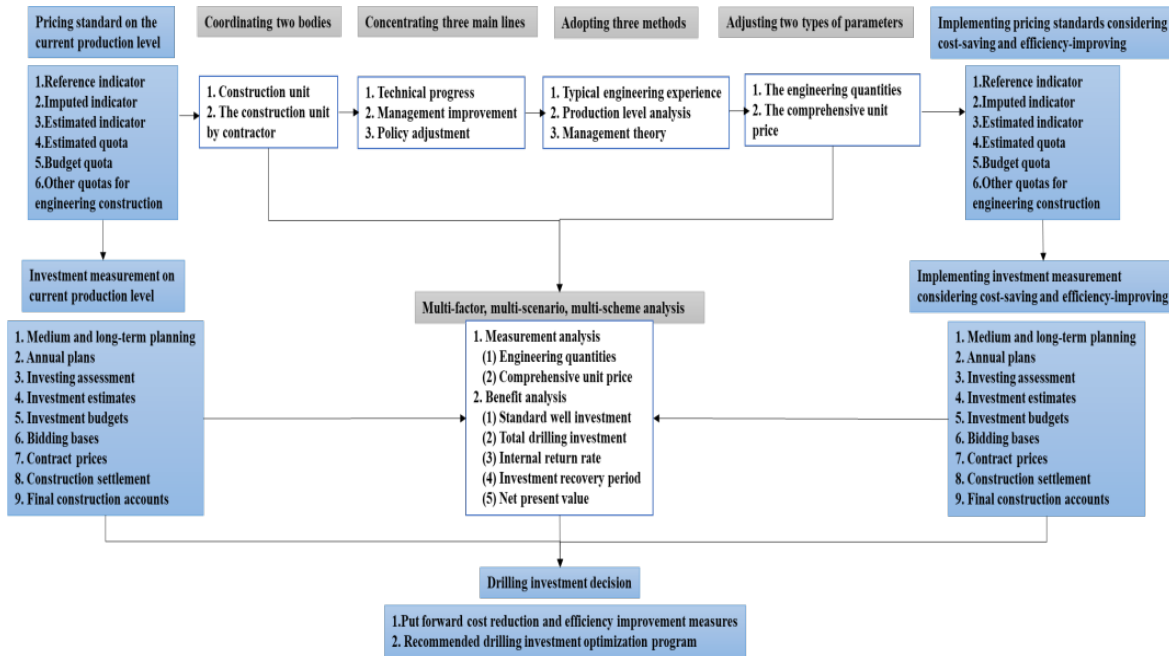 Pricing standard on the
current production level
Coordinating two bodies
Concentrating three main lines
Adopting three methods
Adjusting two types of parameters
Implementing pricing standards considering
cost-saving and efficiency-improving
1.Reference indicator
2.Imputed indicator
3.Estimated indicator
4.Estimated quota
5.Budget quota
6.Other quotas for
engineering construction
1. Construction unit
2. The construction unit
by contractor
1. Technical progress
2. Management improvement
3. Policy adjustment
1.Typical engineering experience
2. Production level analysis
3. Management theory
1. The engineering quantities
2. The comprehensive unit
price
1.Reference indicator
2.Imputed indicator
3.Estimated indicator
4.Estimated quota
5.Budget quota
6.Other quotas for
engineering construction
Investment measurement on
current production level
Implementing investment measurement
considering cost-saving and efficiency-improving
Multi-factor, multi-scenario, multi-scheme analysis
1. Medium and long-term planning
2. Annual plans
3. Investing assessment
4. Investment estimates
5. Investment budgets
6. Bidding bases
7. Contract prices
8. Construction settlement
9. Final construction accounts
1. Measurement analysis
(1) Engineering quantities
(2) Comprehensive unit price
2. Benefit analysis
(1) Standard well investment
(2) Total drilling investment
(3) Internal return rate
(4) Investment recovery period
(5) Net present value
1. Medium and long-term planning
2. Annual plans
3. Investing assessment
4. Investment estimates
5. Investment budgets
6. Bidding bases
7. Contract prices
8. Construction settlement
9. Final construction accounts
Drilling investment decision
1.Put forward cost reduction and efficiency improvement measures
2. Recommended drilling investment optimization program